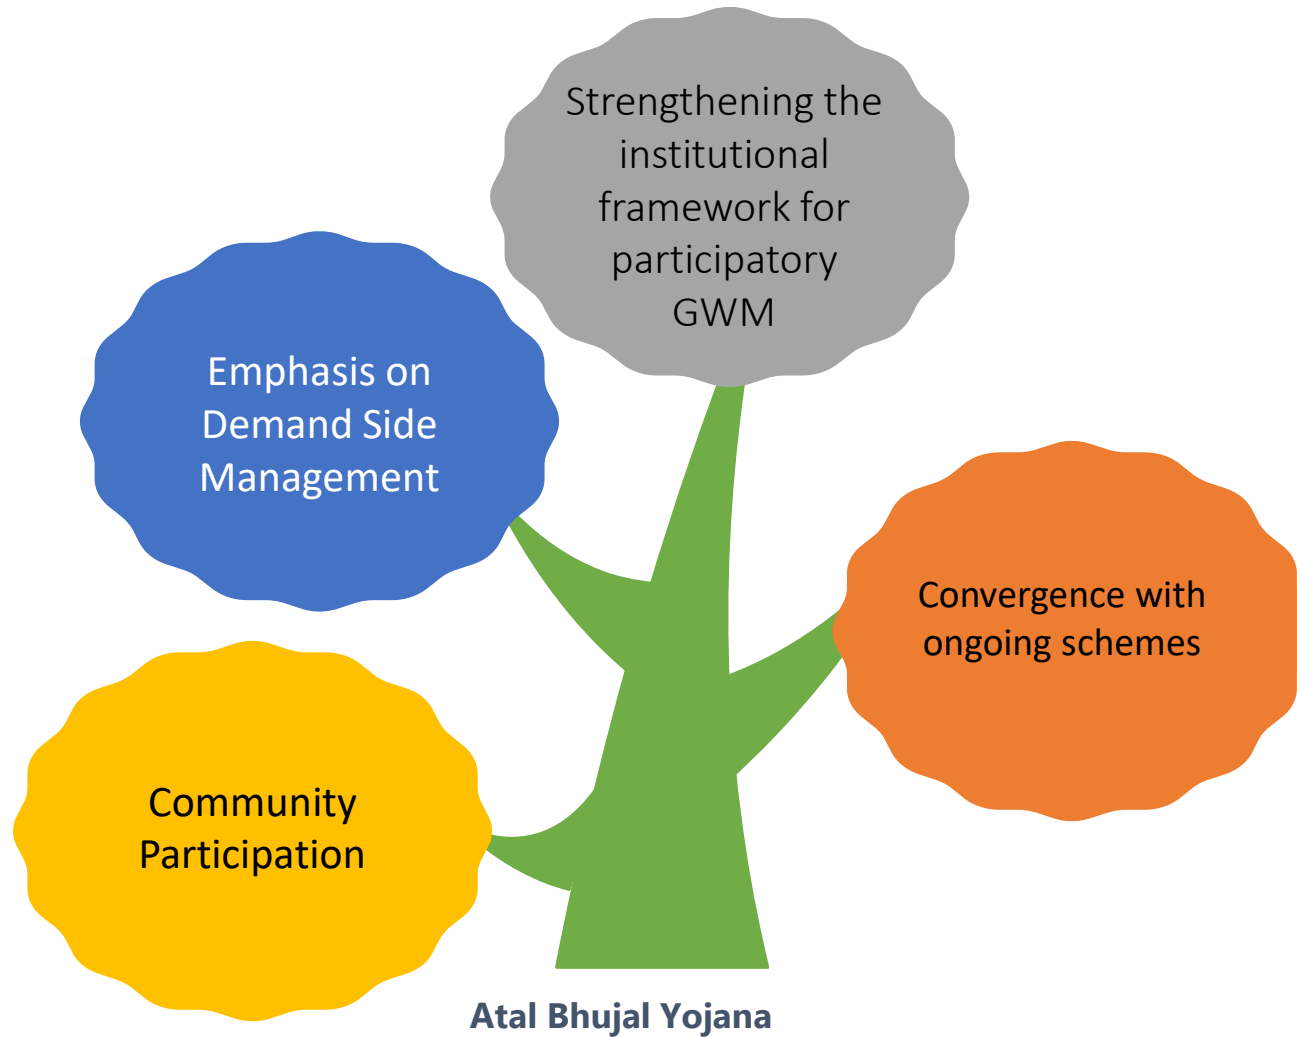 Strengthening the
institutional
framework for
participatory
GWM
Emphasis on
Demand Side
Management
Convergence with
ongoing schemes
Community
Participation
Atal Bhujal Yojana